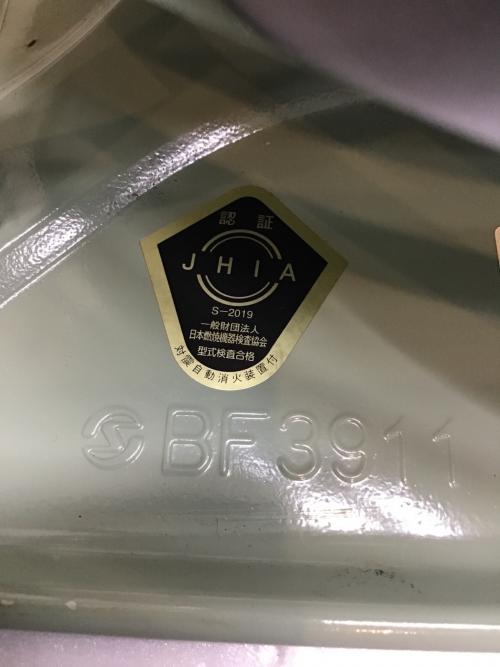 認証
JHIA
S-2019
一般財団法人
日本燃焼機器検査協会
型式検査合格
対震自動消火装置付
BF3911